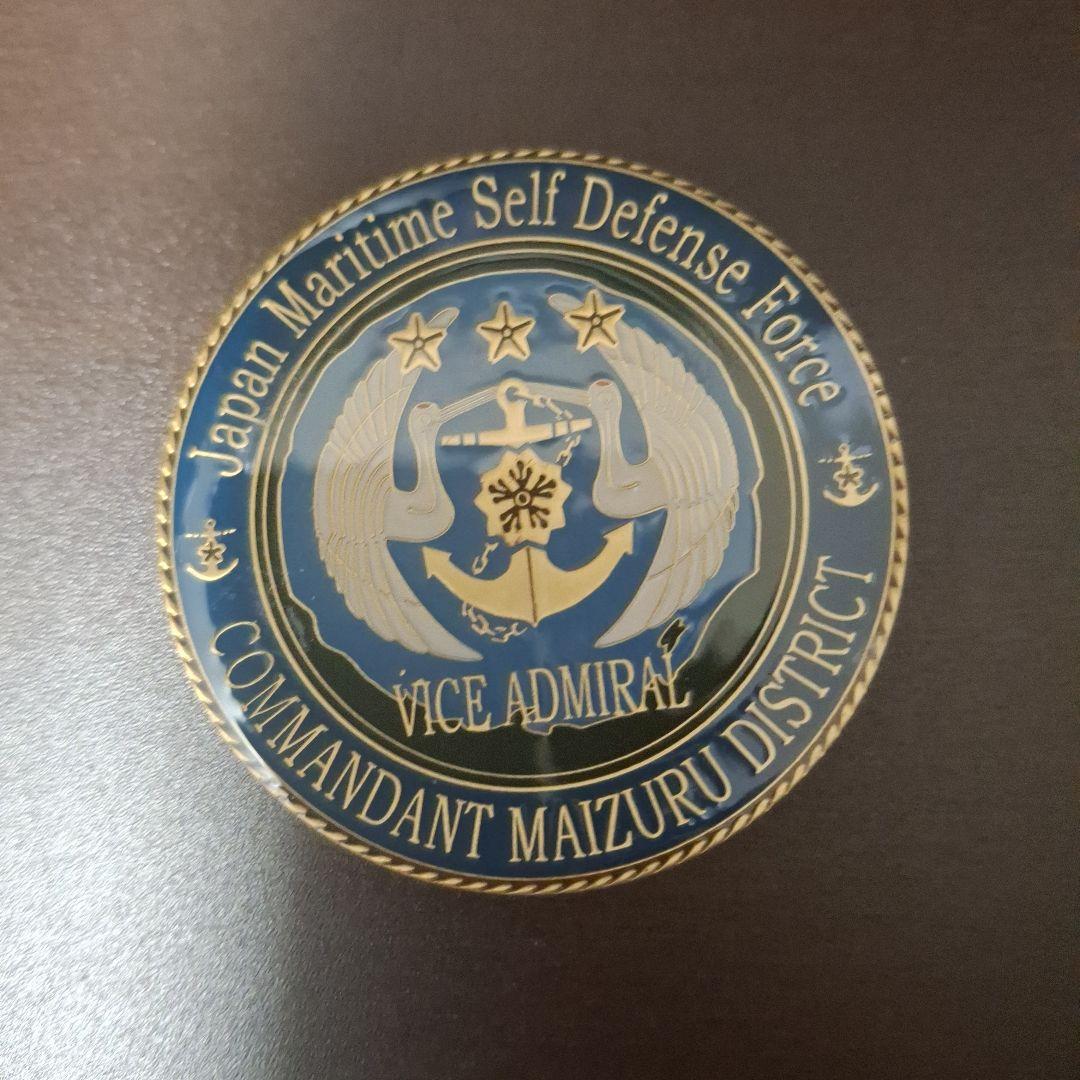 Japan Maritime Self Defense Force
VICE ADMIRAL
COMMANDANT MAIZURU DISTRICT